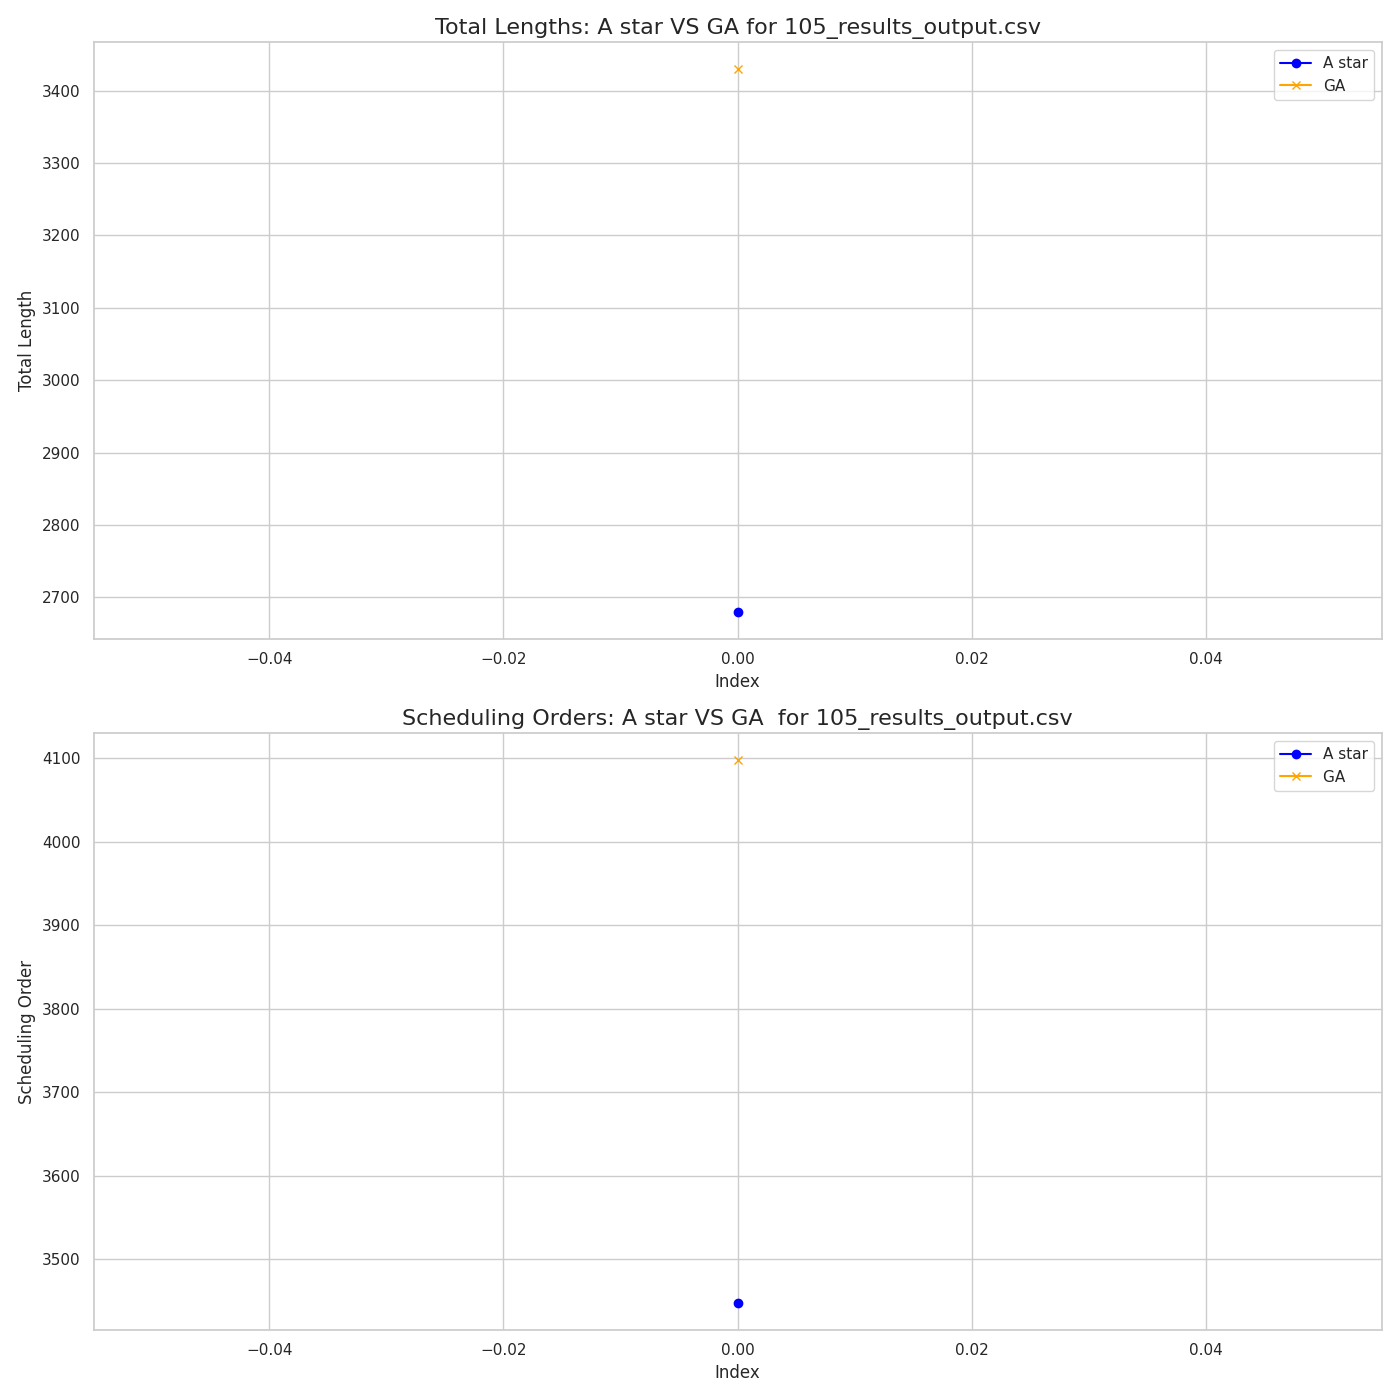 Total Lengths: A star VS GA for 105_results_output.csv
A star
GA
3400
3300
3200
3100
3000
2900
2800
2700
Total Length
−0.04 −0.02 0.00 0.02 0.04
Index
Scheduling Orders: A star VS GA  for 105_results_output.csv
A star
GA
4100
4000
3900
3800
3700
3600
3500
Scheduling Order
−0.04 −0.02 0.00 0.02 0.04
Index